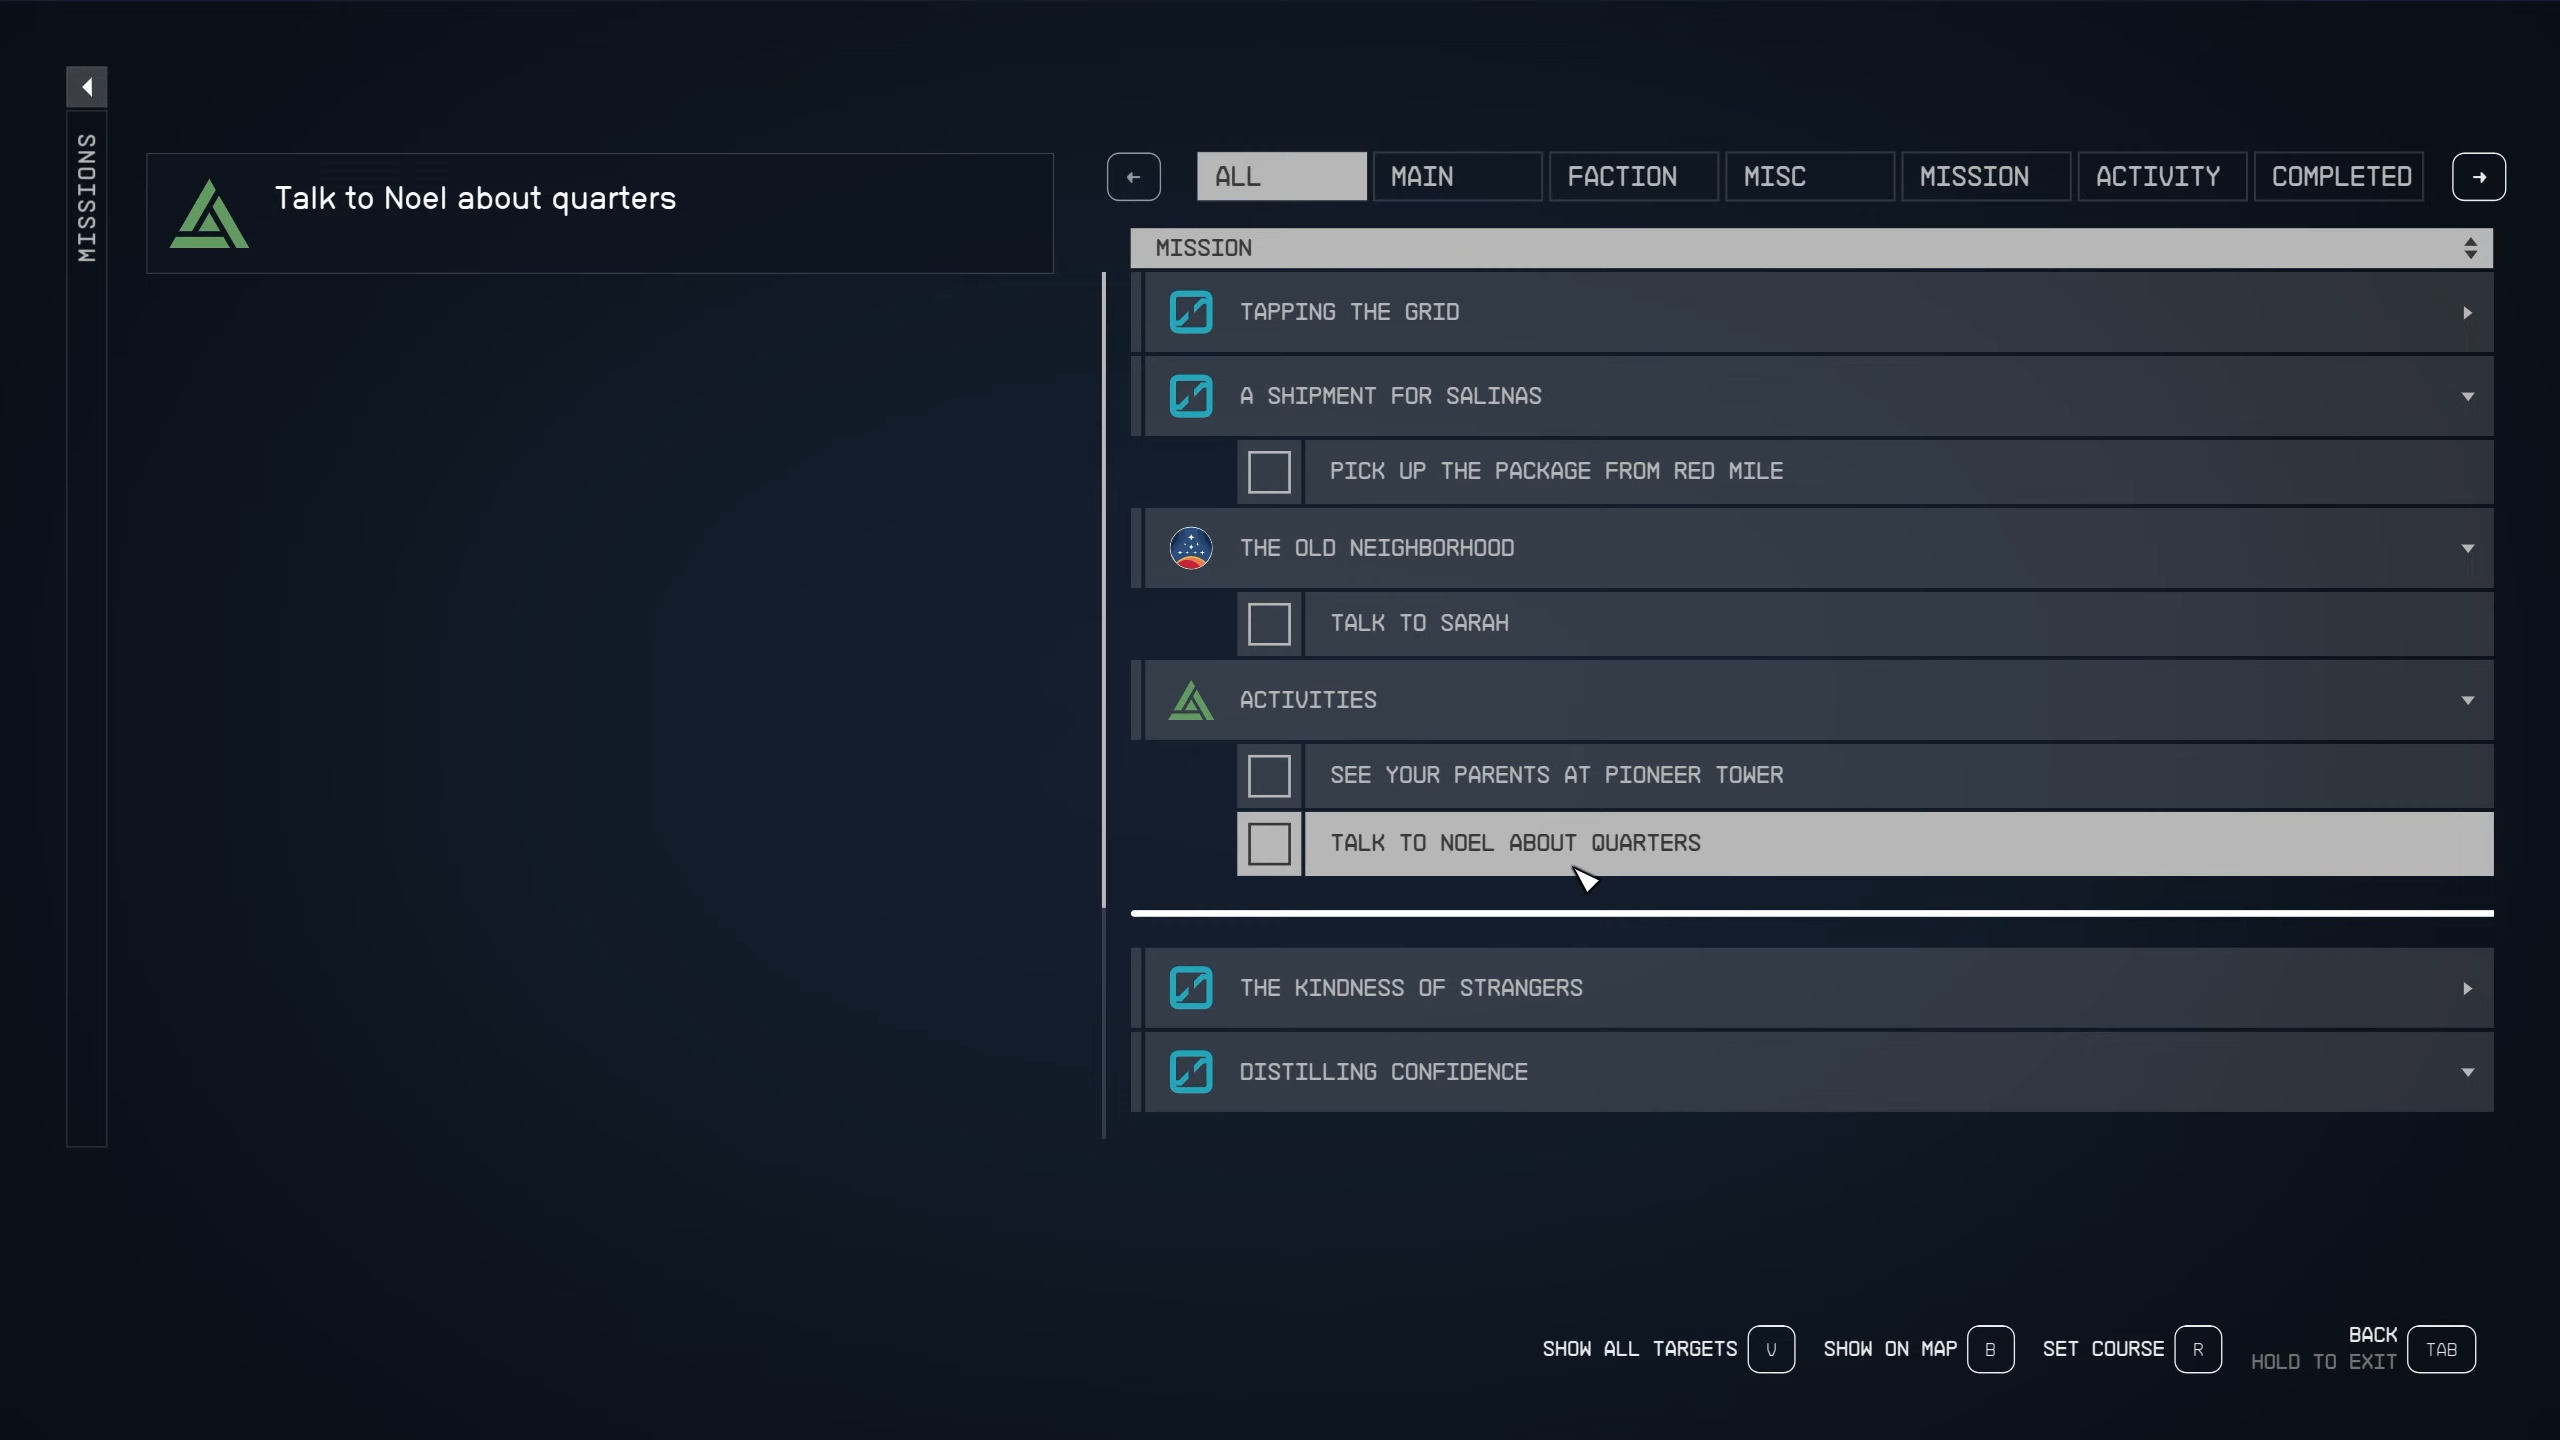 MISSIONS
Talk to Noel about quarters
ALL
MAIN
FACTION
MISC
MISSION
ACTIVITY
COMPLETED
MISSION
TAPPING THE GRID
A SHIPMENT FOR SALINAS
PICK UP THE PACKAGE FROM RED MILE
THE OLD NEIGHBORHOOD
TALK TO SARAH
ACTIVITIES
SEE YOUR PARENTS AT PIONEER TOWER
TALK TO NOEL ABOUT QUARTERS
THE KINDNESS OF STRANGERS
DISTILLING CONFIDENCE
SHOW ALL TARGETS V
SHOW ON MAP B
SET COURSE R
BACK
HOLD TO EXIT
TAB